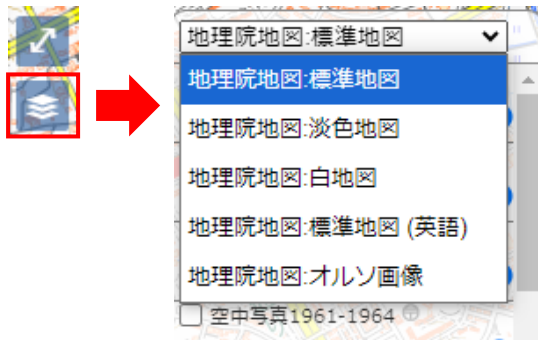 地理院地図:標準地図
地理院地図:標準地図
地理院地図:淡色地図
地理院地図:白地図
地理院地図:標準地図 (英語)
地理院地図:オルソ画像
空中写真1961-1964